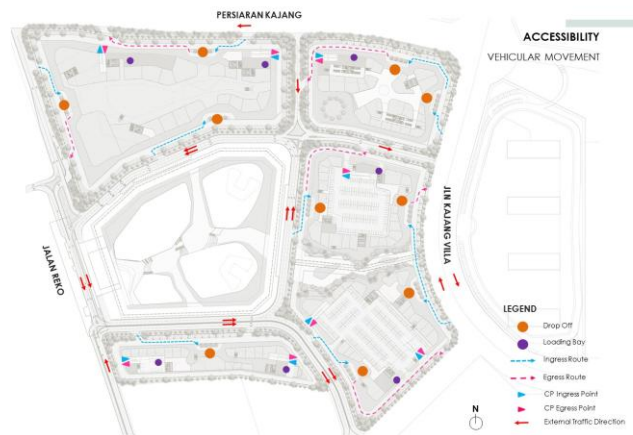 PERSIARAN KAJANG
ACCESSIBILITY
VEHICULAR MOVEMENT
JLN KAJANG VILLA
JALAN REKO
LEGEND
Drop Off
Loading Bay
Ingress Route
Egress Route
CP Ingress Point
CP Egress Point
External Traffic Direction
N